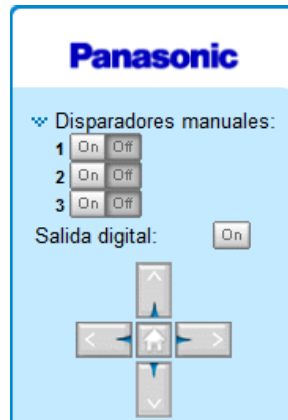 Panasonic
Disparadores manuales:
1 On Off
2 On Off
3 On Off
Salida digital: On